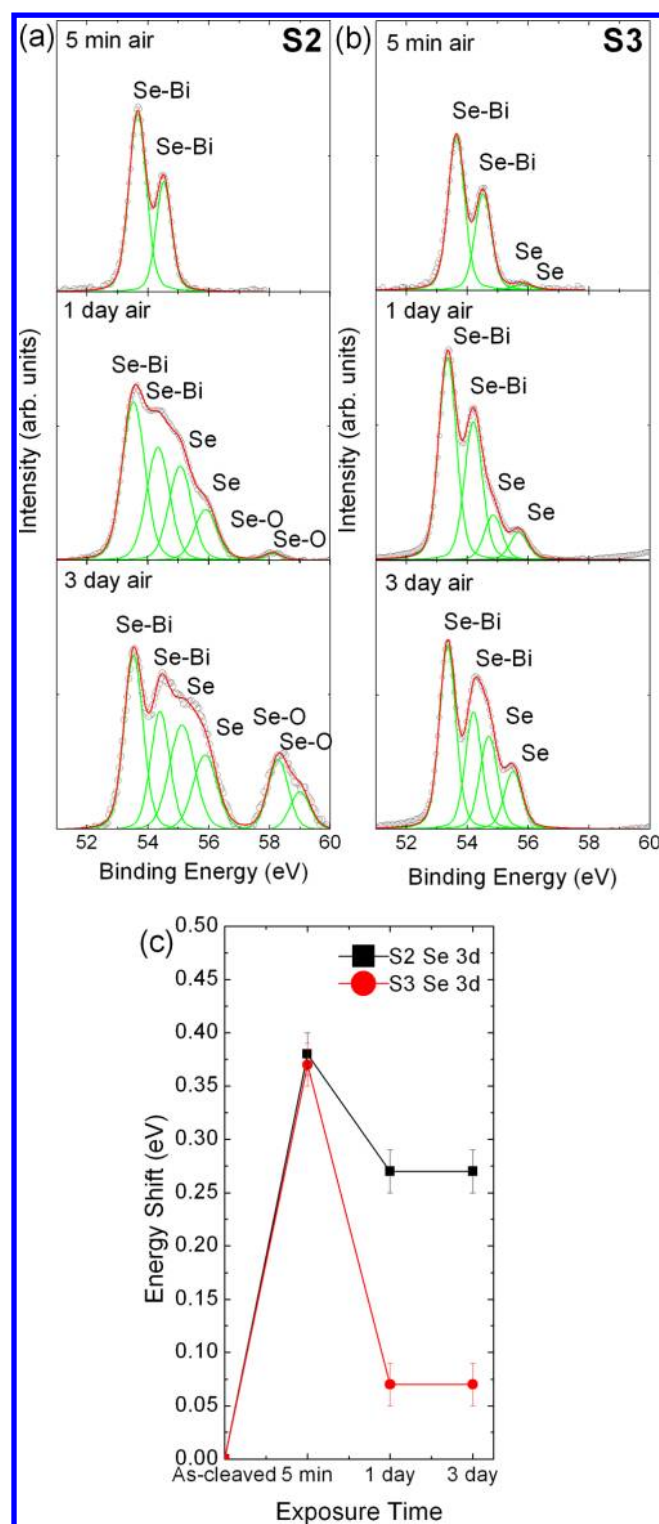 (a) S2
5 min air
Se-Bi
Se-Bi
1 day air
Se-Bi
Se-Bi
Se
Se
Se-O
Se-O
3 day air
Se-Bi
Se-Bi
Se
Se
Se-O
Se-O
Intensity (arb. units)
52 54 56 58 60
Binding Energy (eV)
(b) S3
5 min air
Se-Bi
Se-Bi
Se
Se
1 day air
Se-Bi
Se-Bi
Se
Se
3 day air
Se-Bi
Se-Bi
Se
Se
Intensity (arb. units)
52 54 56 58 60
Binding Energy (eV)
(c)
S2 Se 3d
S3 Se 3d
Energy Shift (eV)
0.50
0.45
0.40
0.35
0.30
0.25
0.20
0.15
0.10
0.05
0.00
As-cleaved 5 min 1 day 3 day
Exposure Time